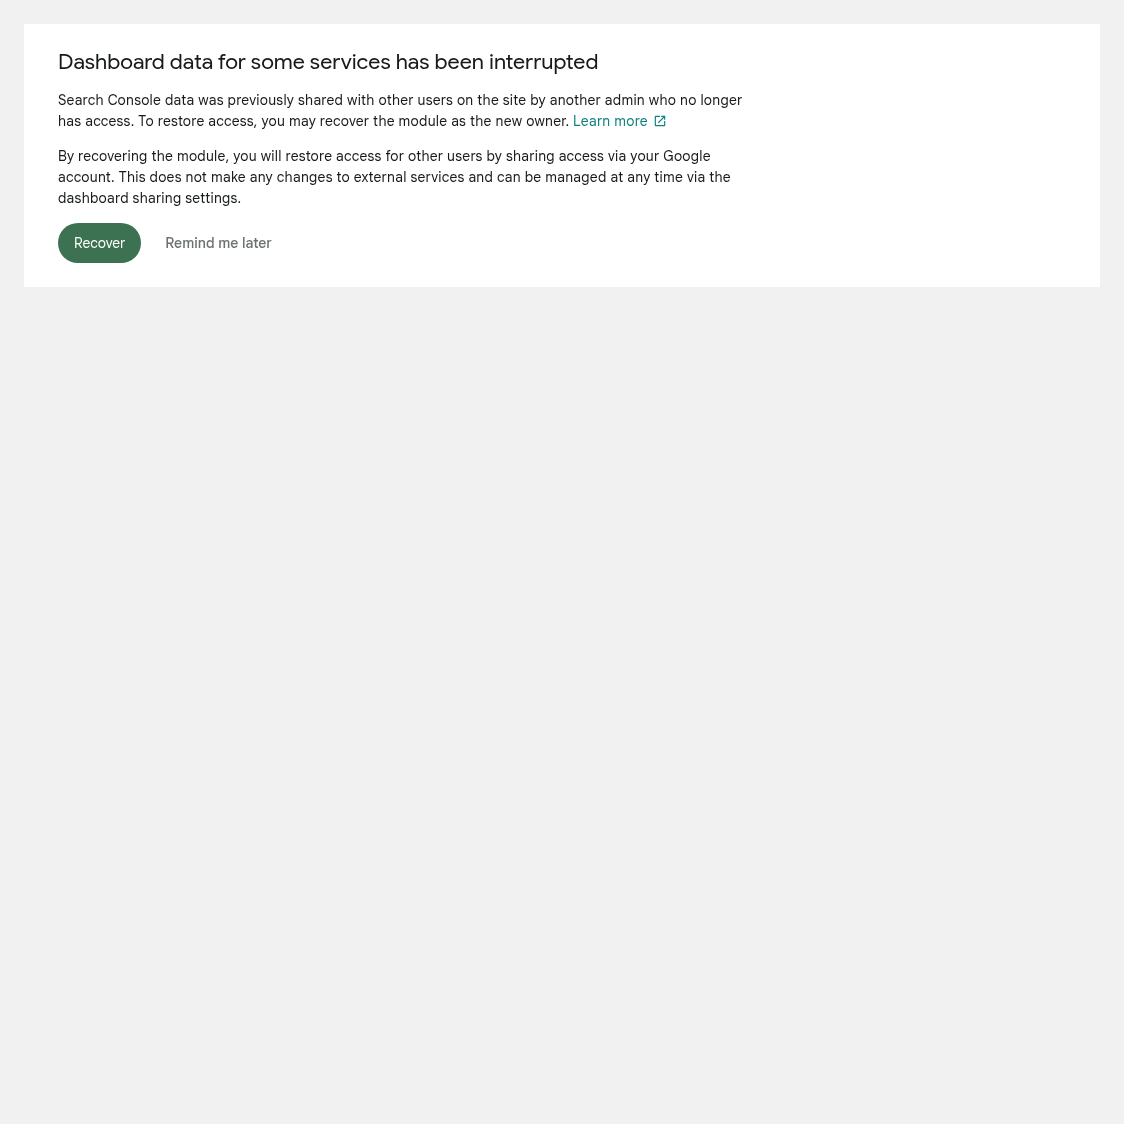 Dashboard data for some services has been interrupted
Search Console data was previously shared with other users on the site by another admin who no longer
has access. To restore access, you may recover the module as the new owner. Learn more
By recovering the module, you will restore access for other users by sharing access via your Google
account. This does not make any changes to external services and can be managed at any time via the
dashboard sharing settings.
Recover
Remind me later